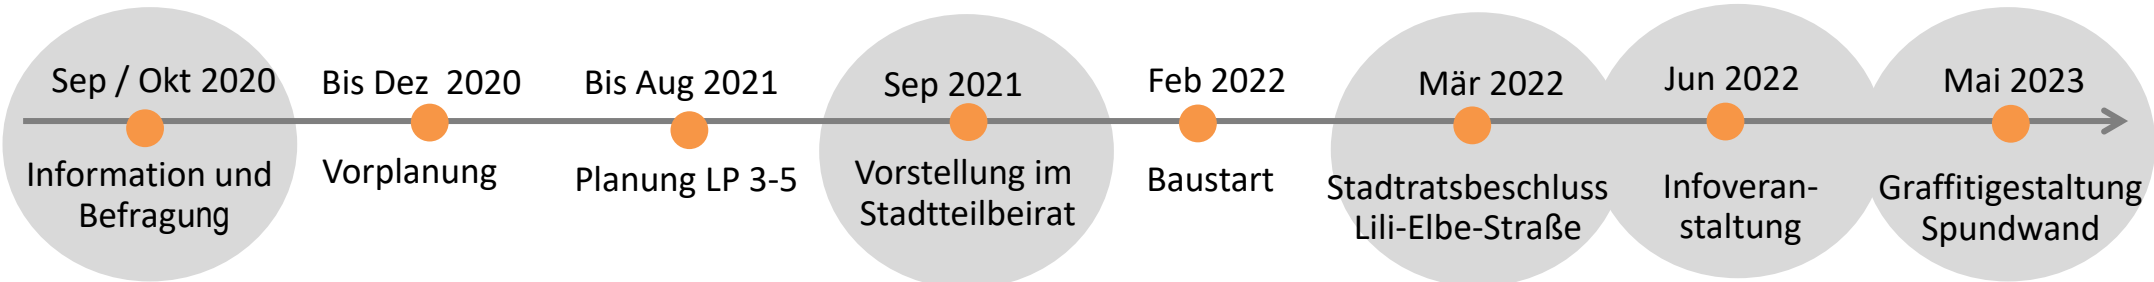 Sep / Okt 2020
Information und
Befragung
Bis Dez 2020
Vorplanung
Bis Aug 2021
Planung LP 3-5
Sep 2021
Vorstellung im
Stadtteilbeirat
Feb 2022
Baustart
Mär 2022
Stadtratsbeschluss
Lili-Elbe-Straße
Jun 2022
Infoveran-
staltung
Mai 2023
Graffitigestaltung
Spundwand